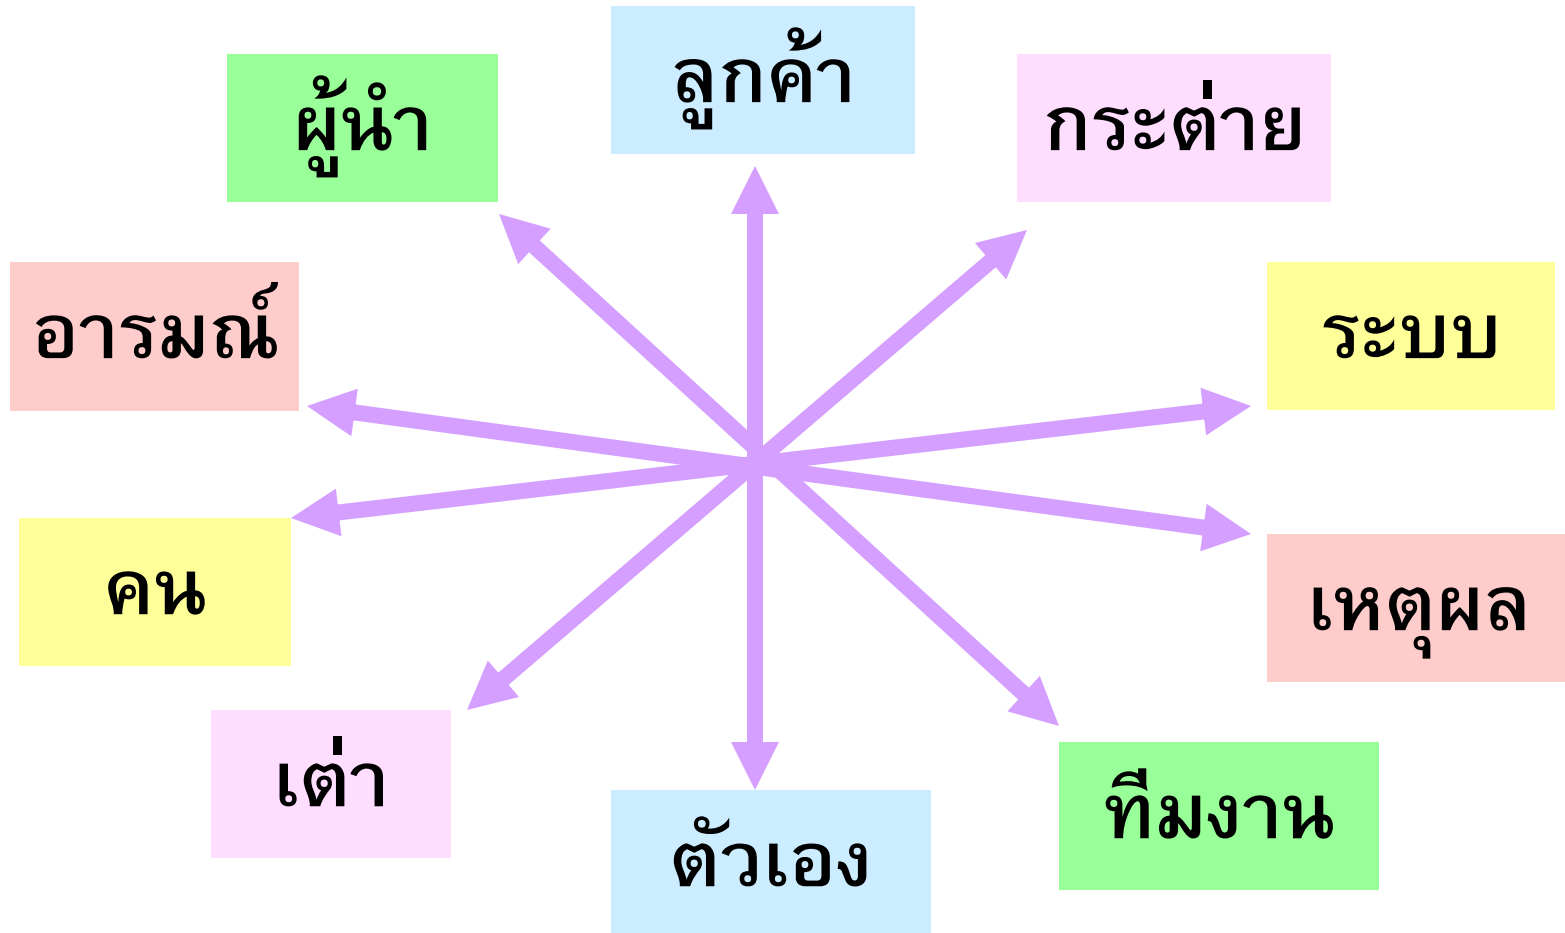 ลูกค้า
ผู้นำ
กระต่าย
อารมณ์
ระบบ
คน
เหตุผล
เต่า
ทีมงาน
ตัวเอง